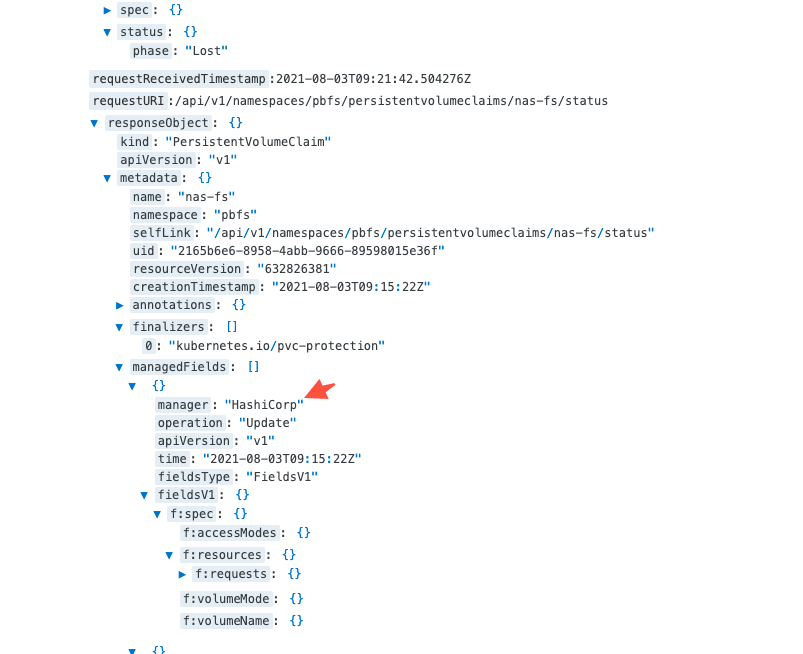 ▶ spec: {}
▼ status: {}
phase: "Lost"
requestReceivedTimestamp:2021-08-03T09:21:42.504276Z
requestURI:/api/v1/namespaces/pbfs/persistentvolumeclaims/nas-fs/status
▼ responseObject: {}
kind: "PersistentVolumeClaim"
apiVersion: "v1"
▼ metadata: {}
name: "nas-fs"
namespace: "pbfs"
selfLink: "/api/v1/namespaces/pbfs/persistentvolumeclaims/nas-fs/status"
uid: "2165b6e6-8958-4abb-9666-89598015e36f"
resourceVersion: "632826381"
creationTimestamp: "2021-08-03T09:15:22Z"
▶ annotations: {}
▼ finalizers: []
0: "kubernetes.io/pvc-protection"
▼ managedFields: []
▼ {}
manager: "HashiCorp"
operation: "Update"
apiVersion: "v1"
time: "2021-08-03T09:15:22Z"
fieldsType: "FieldsV1"
▼ fieldsV1: {}
▼ f:spec: {}
f:accessModes: {}
▼ f:resources: {}
▶ f:requests: {}
f:volumeMode: {}
f:volumeName: {}
▼ {}